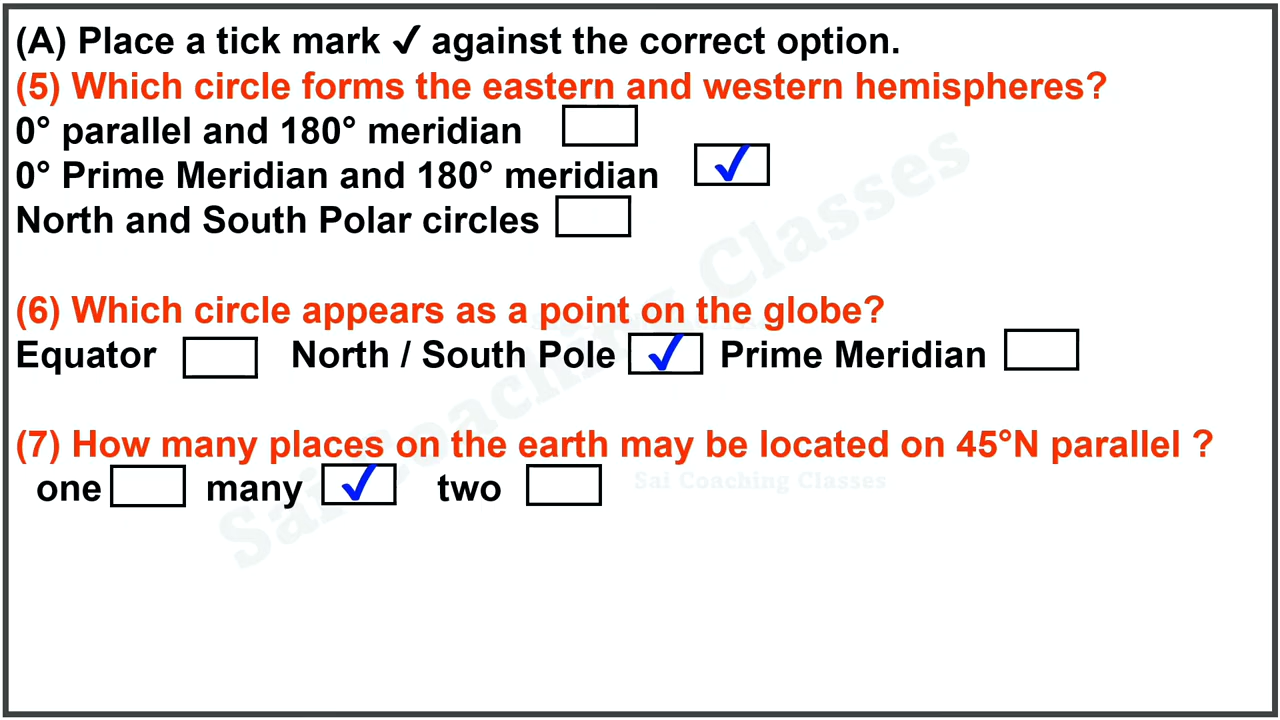 (A) Place a tick mark ✓ against the correct option.
(5) Which circle forms the eastern and western hemispheres?
0° parallel and 180° meridian
0° Prime Meridian and 180° meridian ✓
North and South Polar circles
(6) Which circle appears as a point on the globe?
Equator North / South Pole ✓ Prime Meridian
(7) How many places on the earth may be located on 45°N parallel ?
one many ✓ two
Sai Coaching Classes
Sai Coaching Classes